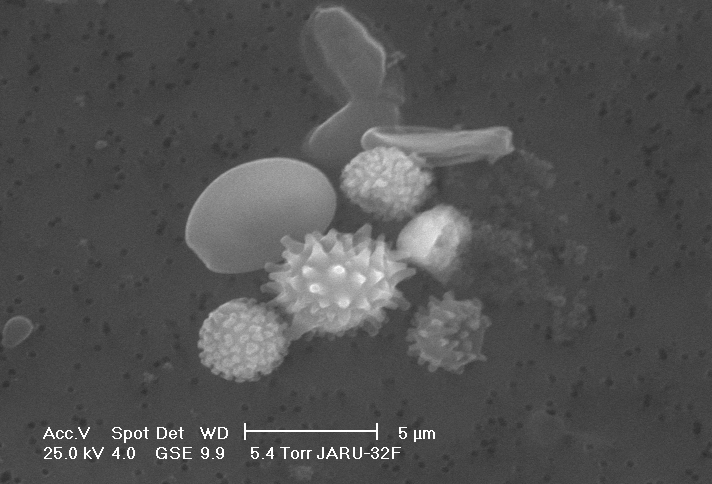 Acc.V Spot Det WD 5 µm
25.0 kV 4.0 GSE 9.9 5.4 Torr JARU-32F